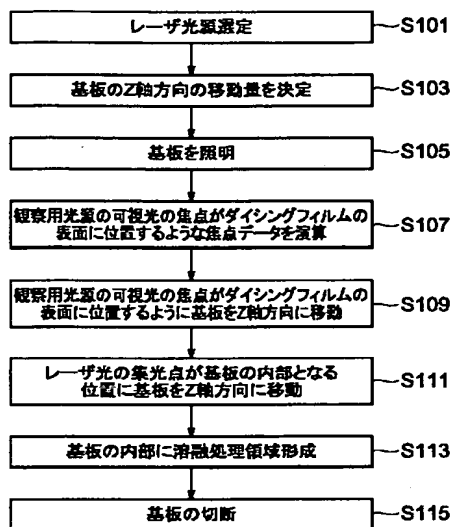 レーザ光源選定
S101
基板のZ軸方向の移動量を決定
S103
基板を照明
S105
観察用光源の可視光の焦点がダイシングフィルムの
表面に位置するような焦点データを演算
S107
観察用光源の可視光の焦点がダイシングフィルムの
表面に位置するように基板をZ軸方向に移動
S109
レーザ光の集光点が基板の内部となる
位置に基板をZ軸方向に移動
S111
基板の内部に溶融処理領域形成
S113
基板の切断
S115